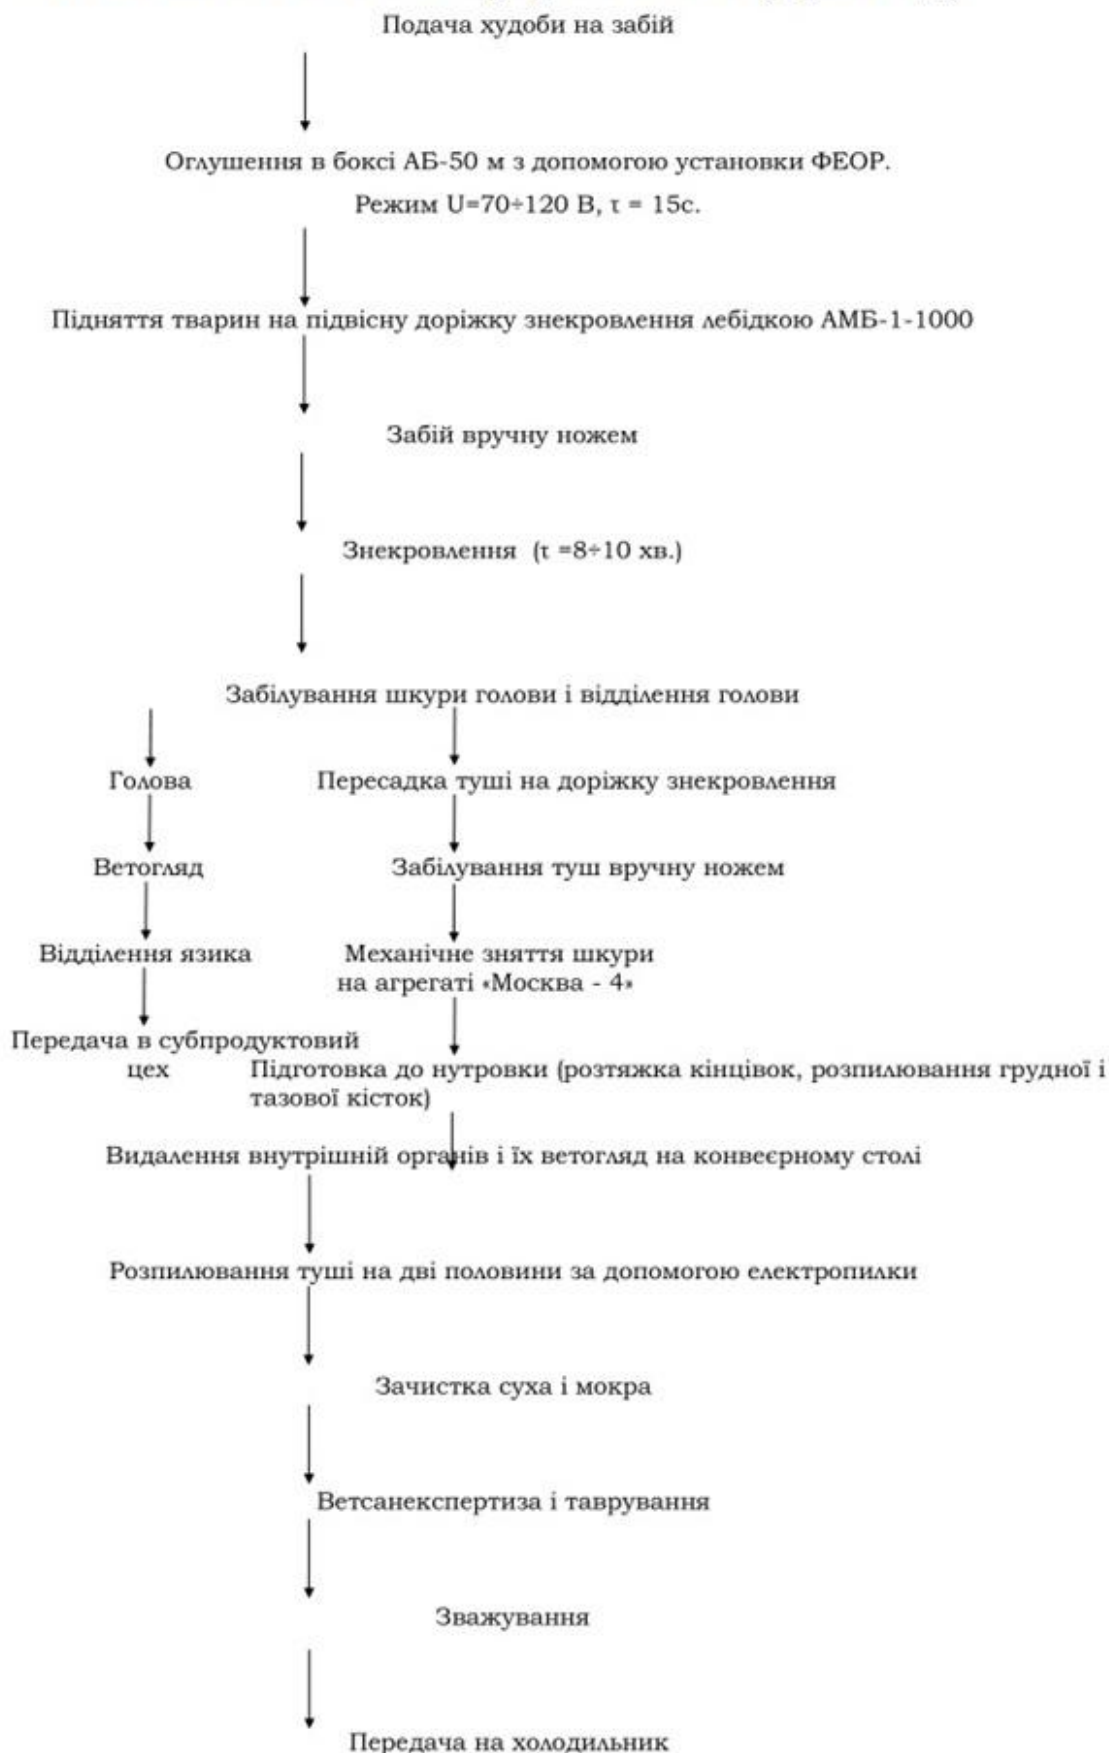 Подача худоби на забій
Оглушення в боксі АБ-50 м з допомогою установки ФЕОР.
Режим U=70÷120 В, τ = 15с.
Підняття тварин на підвісну доріжку знекровлення лебідкою АМБ-1-1000
Забій вручну ножем
Знекровлення (τ =8÷10 хв.)
Забілування шкури голови і відділення голови
Голова
Пересадка туші на доріжку знекровлення
Ветогляд
Забілування туш вручну ножем
Відділення язика
Механічне зняття шкури
на агрегаті «Москва - 4»
Передача в субпродуктовий
цех
Підготовка до нутровки (розтяжка кінцівок, розпилювання грудної і
тазової кісток)
Видалення внутрішній органів і їх ветогляд на конвеєрному столі
Розпилювання туші на дві половини за допомогою електропилки
Зачистка суха і мокра
Ветсанекспертиза і таврування
Зважування
Передача на холодильник